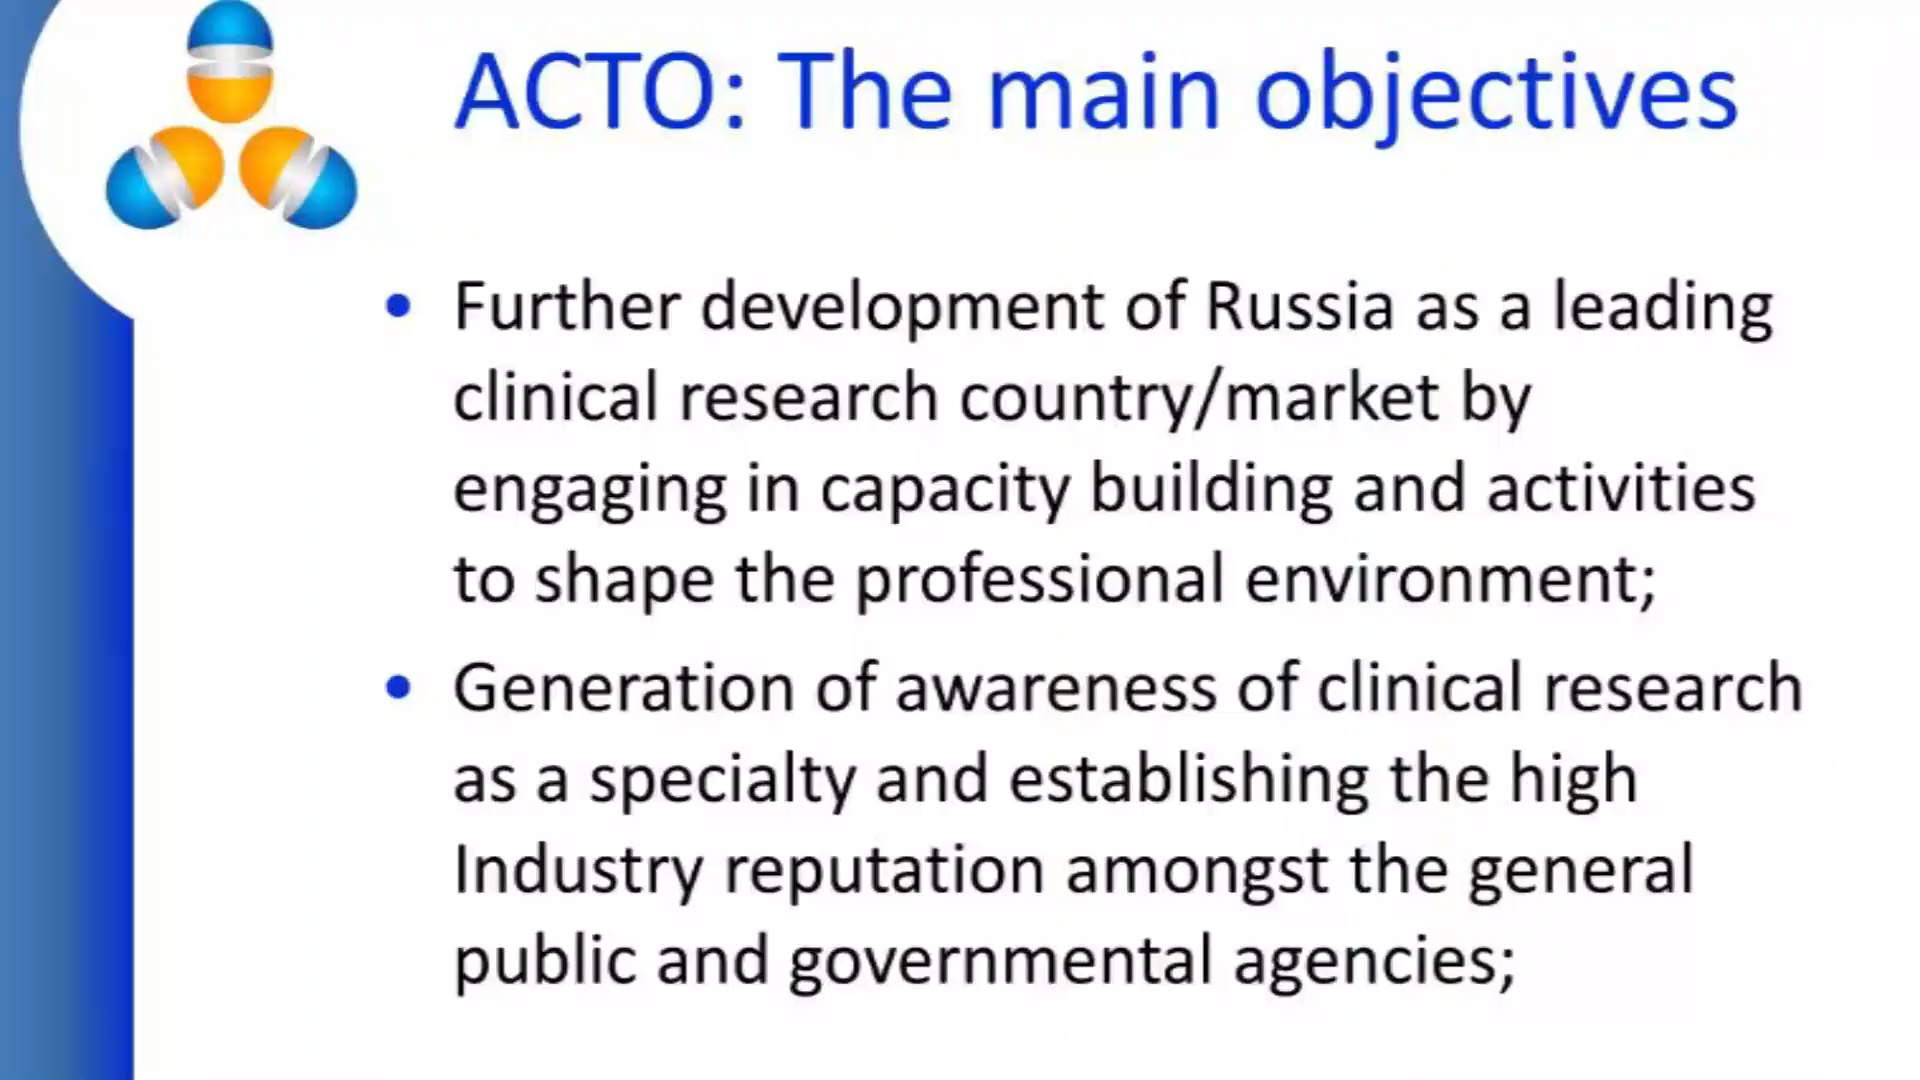 ACTO: The main objectives
• Further development of Russia as a leading
clinical research country/market by
engaging in capacity building and activities
to shape the professional environment;
• Generation of awareness of clinical research
as a specialty and establishing the high
Industry reputation amongst the general
public and governmental agencies;